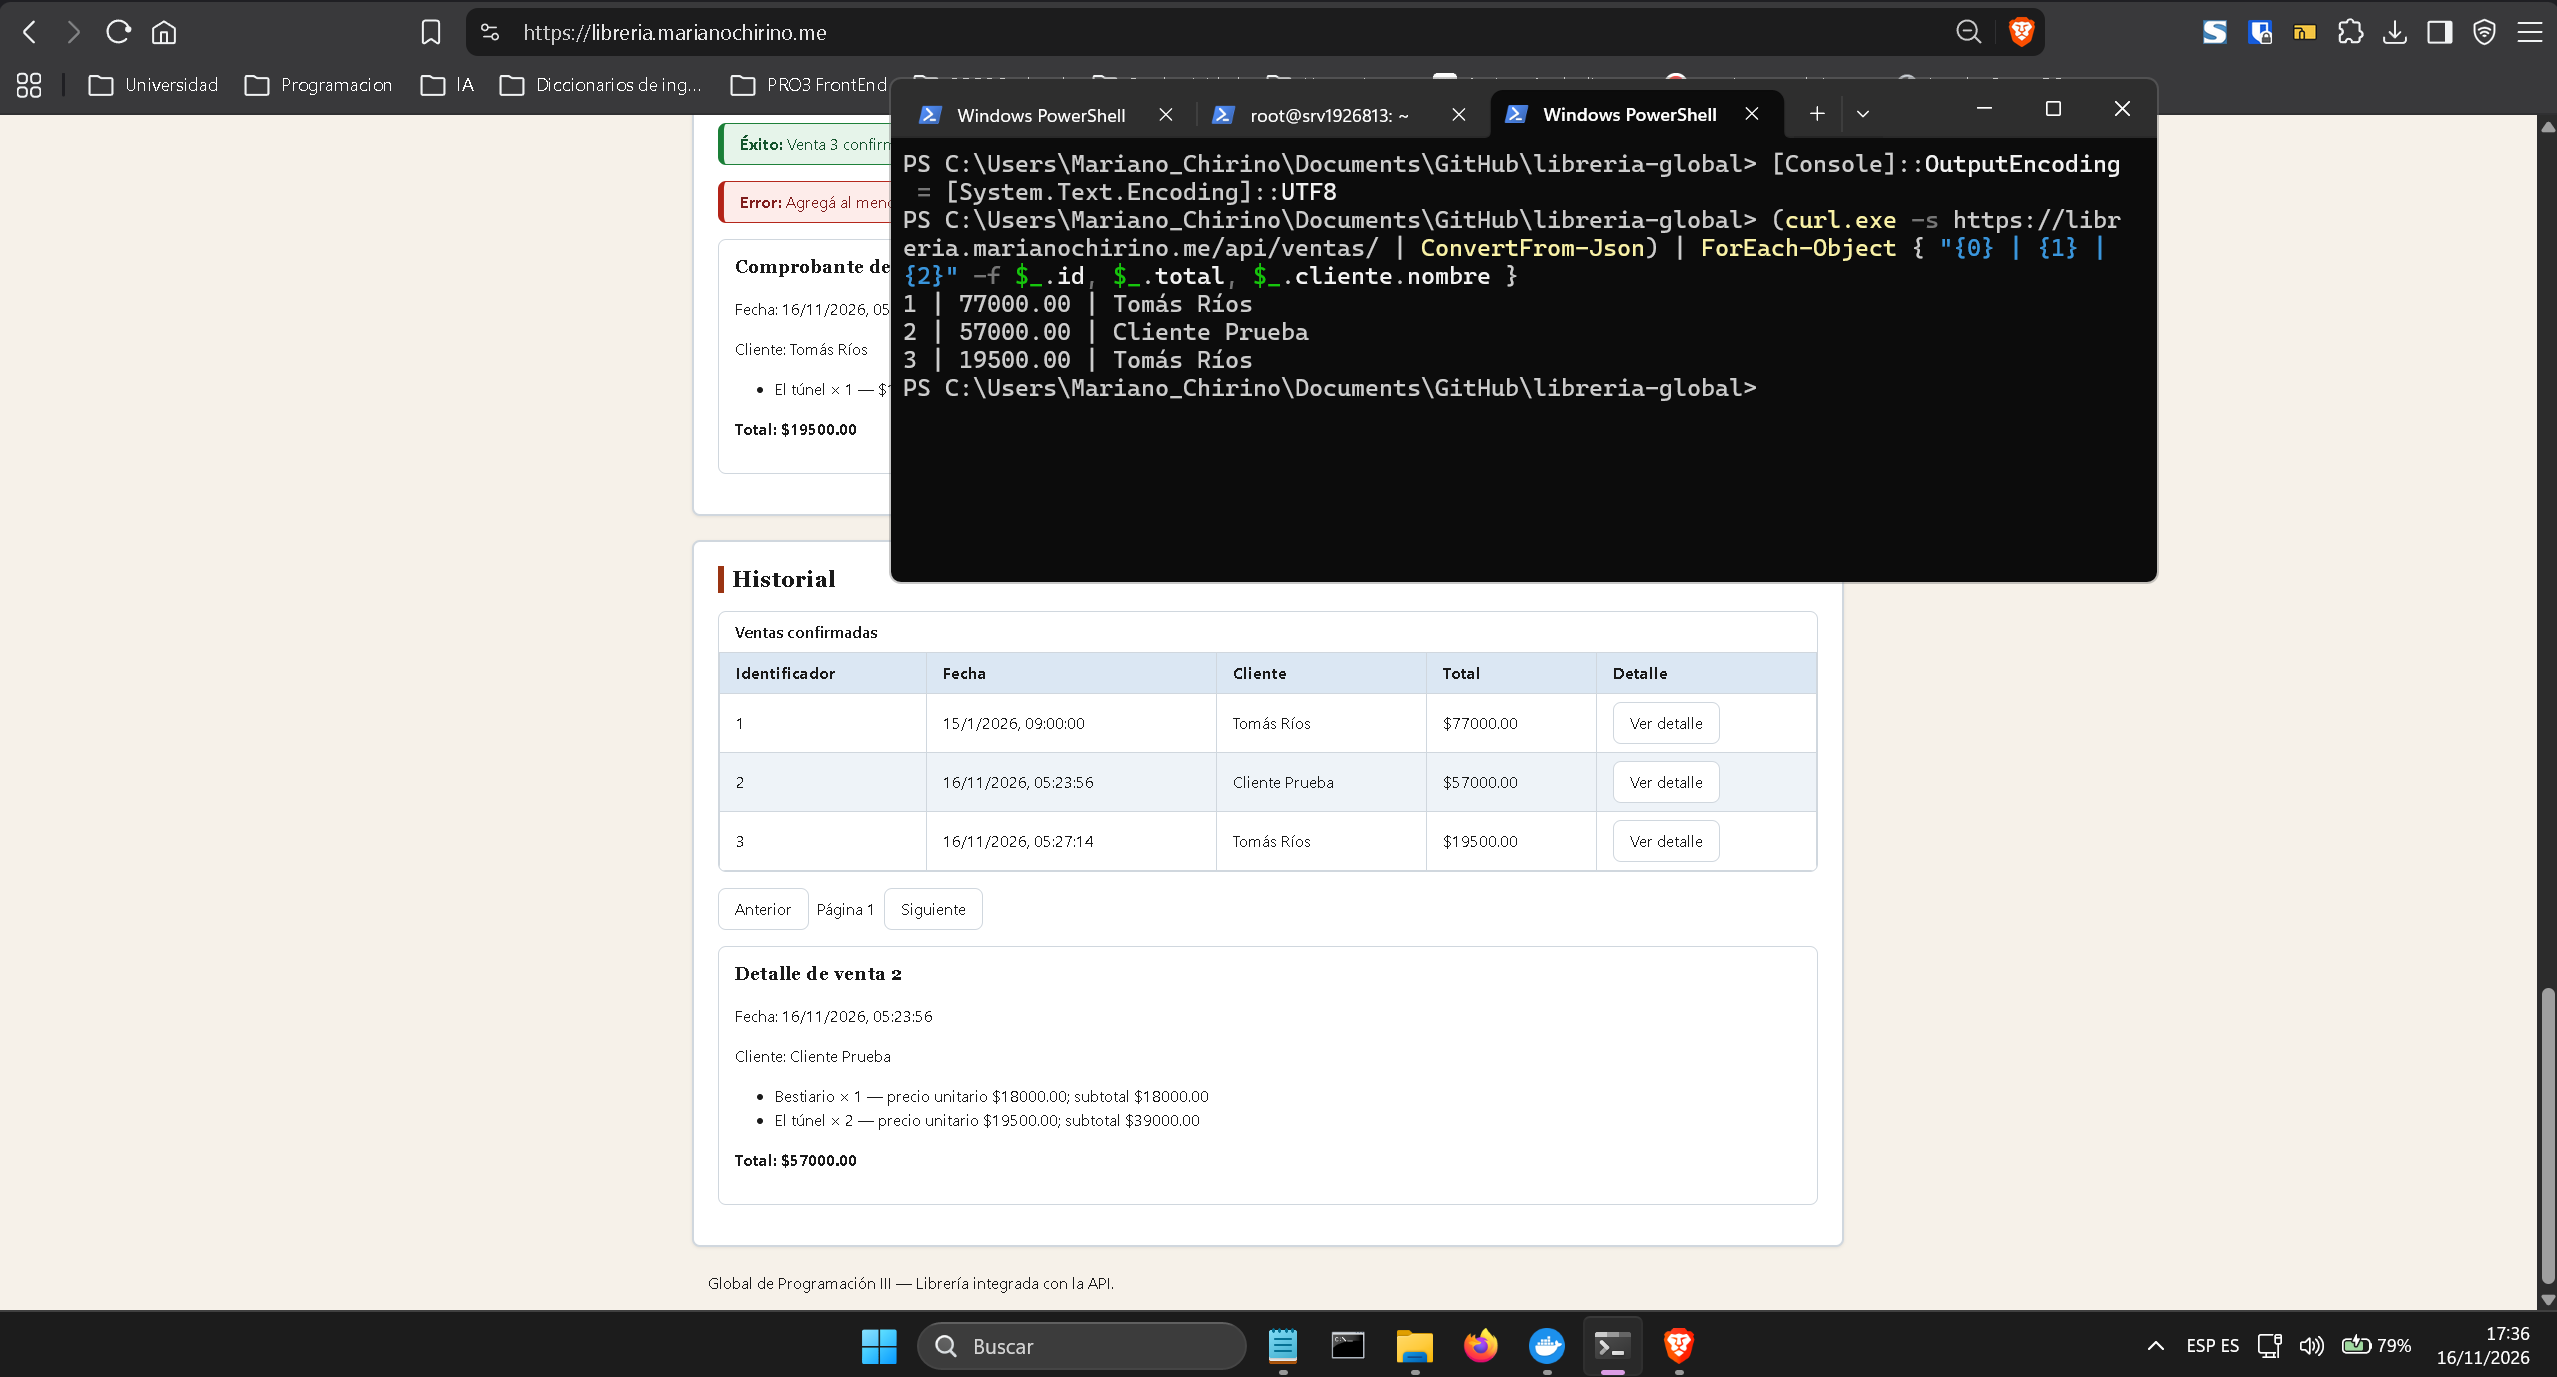 https://libreria.marianochirino.me
Universidad
Programacion
IA
Diccionarios de ing...
PRO3 FrontEnd
Windows PowerShell
root@srv1926813: ~
Windows PowerShell
PS C:\Users\Mariano_Chirino\Documents\GitHub\libreria-global> [Console]::OutputEncoding
= [System.Text.Encoding]::UTF8
PS C:\Users\Mariano_Chirino\Documents\GitHub\libreria-global> (curl.exe -s https://libr
eria.marianochirino.me/api/ventas/ | ConvertFrom-Json) | ForEach-Object { "{0} | {1} |
{2}" -f $_.id, $_.total, $_.cliente.nombre }
1 | 77000.00 | Tomás Ríos
2 | 57000.00 | Cliente Prueba
3 | 19500.00 | Tomás Ríos
PS C:\Users\Mariano_Chirino\Documents\GitHub\libreria-global>
Éxito: Venta 3
Error: Agregá al
Comprobante de
Fecha: 16/11/2026, 05
Cliente: Tomás Ríos
• El túnel × 1 — $1
Total: $19500.00
Historial
Ventas confirmadas
Identificador Fecha Cliente Total Detalle
1 15/1/2026, 09:00:00 Tomás Ríos $77000.00 Ver detalle
2 16/11/2026, 05:23:56 Cliente Prueba $57000.00 Ver detalle
3 16/11/2026, 05:27:14 Tomás Ríos $19500.00 Ver detalle
Anterior Página 1 Siguiente
Detalle de venta 2
Fecha: 16/11/2026, 05:23:56
Cliente: Cliente Prueba
• Bestiario × 1 — precio unitario $18000.00; subtotal $18000.00
• El túnel × 2 — precio unitario $19500.00; subtotal $39000.00
Total: $57000.00
Global de Programación III — Librería integrada con la API.
Buscar
ESP ES
79%
17:36
16/11/2026